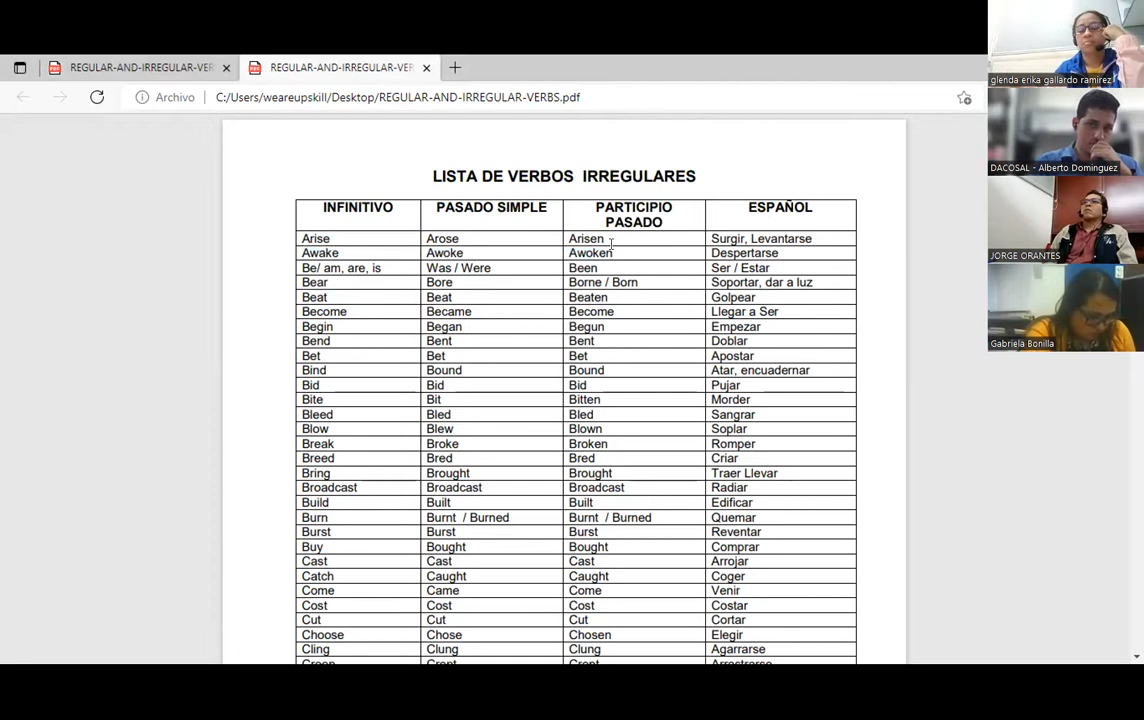 REGULAR-AND-IRREGULAR-VER
REGULAR-AND-IRREGULAR-VER
Archivo C:/Users/weareupskill/Desktop/REGULAR-AND-IRREGULAR-VERBS.pdf
LISTA DE VERBOS IRREGULARES
INFINITIVO PASADO SIMPLE PARTICIPIO PASADO ESPAÑOL
Arise Arose Arisen Surgir, Levantarse
Awake Awoke Awoken Despertarse
Be/ am, are, is Was / Were Been Ser / Estar
Bear Bore Borne / Born Soportar, dar a luz
Beat Beat Beaten Golpear
Become Became Become Llegar a Ser
Begin Began Begun Empezar
Bend Bent Bent Doblar
Bet Bet Bet Apostar
Bind Bound Bound Atar, encuadernar
Bid Bid Bid Pujar
Bite Bit Bitten Morder
Bleed Bled Bled Sangrar
Blow Blew Blown Soplar
Break Broke Broken Romper
Breed Bred Bred Criar
Bring Brought Brought Traer Llevar
Broadcast Broadcast Broadcast Radiar
Build Built Built Edificar
Burn Burnt / Burned Burnt / Burned Quemar
Burst Burst Burst Reventar
Buy Bought Bought Comprar
Cast Cast Cast Arrojar
Catch Caught Caught Coger
Come Came Come Venir
Cost Cost Cost Costar
Cut Cut Cut Cortar
Choose Chose Chosen Elegir
Cling Clung Clung Agarrarse
glenda erika gallardo ramirez
DACOSAL - Alberto Dominguez
JORGE ORANTES
Gabriela Bonilla